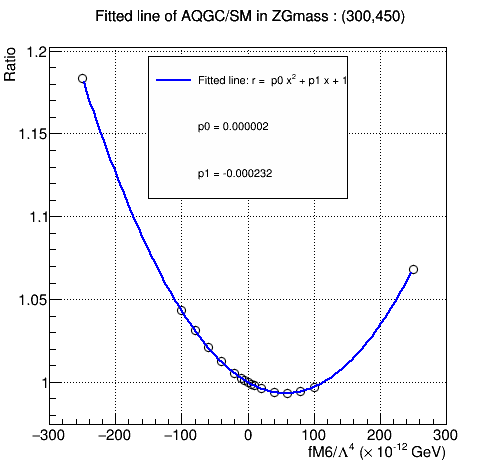 Fitted line of AQGC/SM in ZGmass : (300,450)
Ratio
1.2
1.15
1.1
1.05
1
Fitted line: r = p0 x² + p1 x + 1
p0 = 0.000002
p1 = -0.000232
−300 −200 −100 0 100 200 300
fM6/Λ⁴ (× 10⁻¹² GeV)